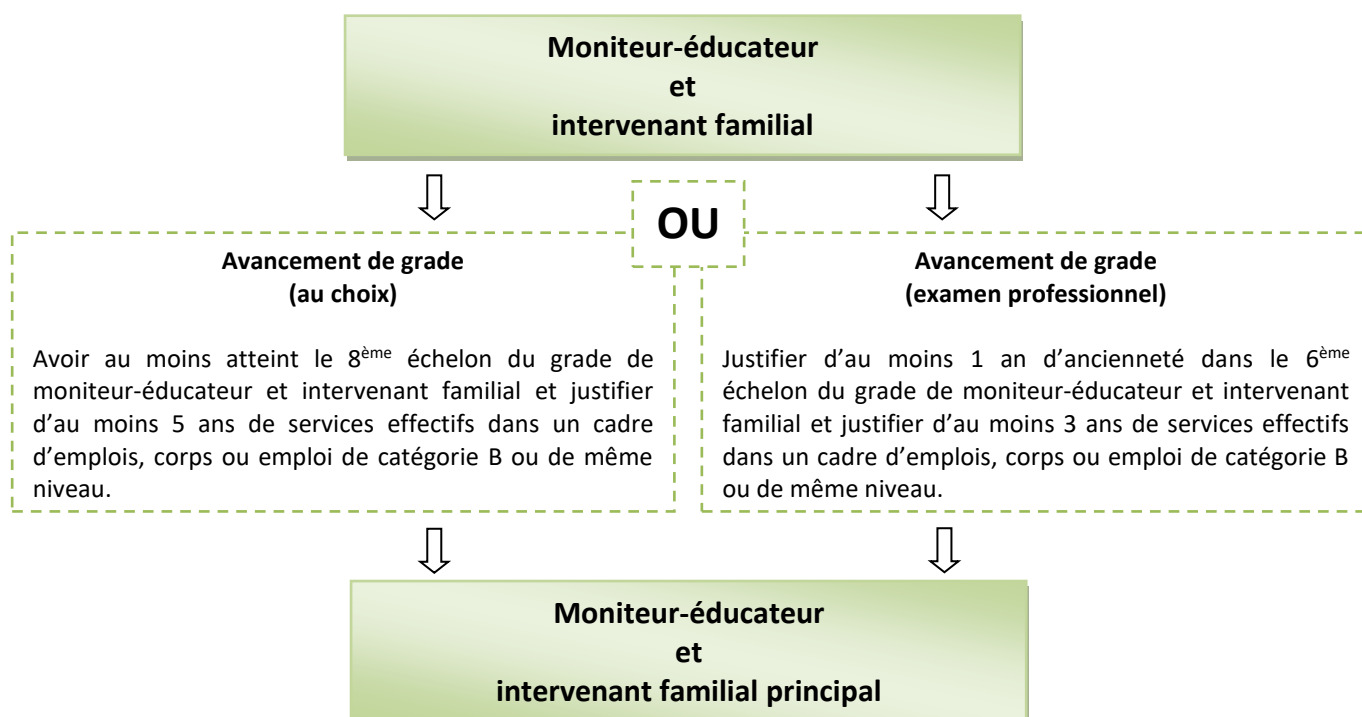 Moniteur-éducateur
et
intervenant familial
OU
Avancement de grade
(au choix)
Avoir au moins atteint le 8ème échelon du grade de
moniteur-éducateur et intervenant familial et justifier
d’au moins 5 ans de services effectifs dans un cadre
d’emplois, corps ou emploi de catégorie B ou de même
niveau.
Avancement de grade
(examen professionnel)
Justifier d’au moins 1 an d’ancienneté dans le 6ème
échelon du grade de moniteur-éducateur et intervenant
familial et justifier d’au moins 3 ans de services effectifs
dans un cadre d’emplois, corps ou emploi de catégorie B
ou de même niveau.
Moniteur-éducateur
et
intervenant familial principal